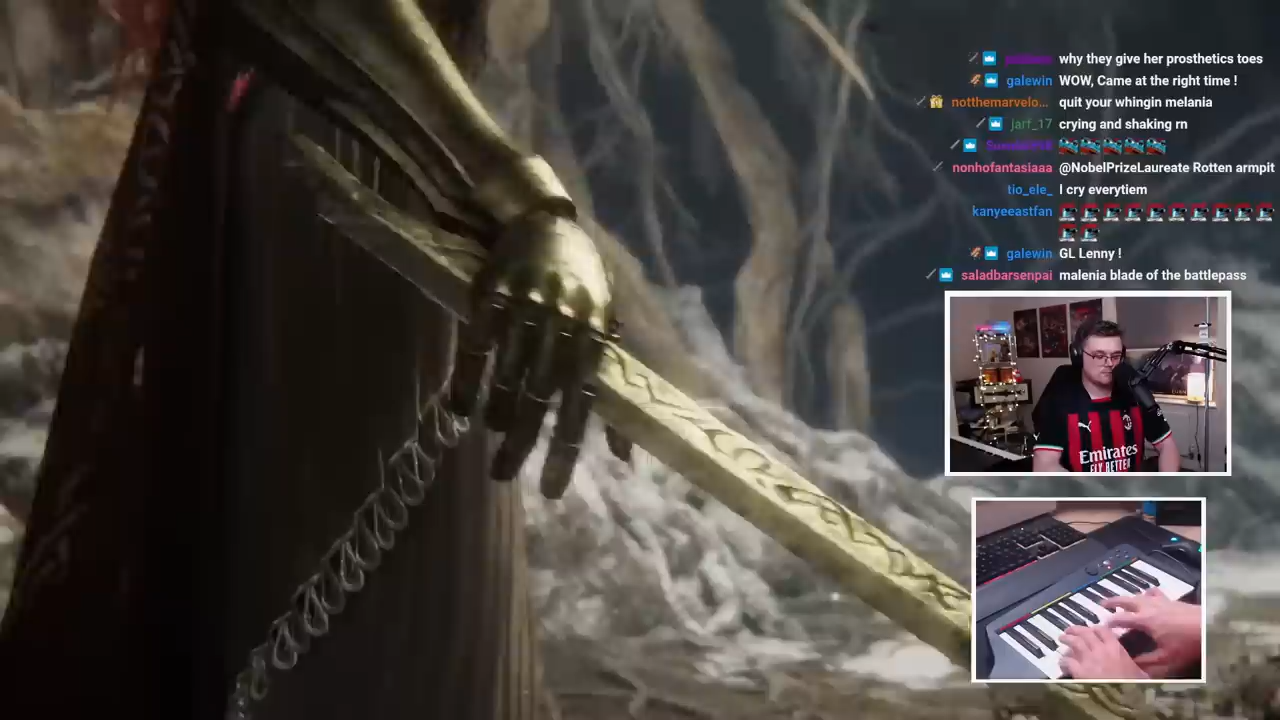 why they give her prosthetics toes
galewin WOW, Came at the right time !
notthemarvelo... quit your whingin melania
jarf_17 crying and shaking rn
nonhofantasiaaa @NobelPrizeLaureate Rotten armpit
tio_ele_ I cry everytiem
kanyeeastfan
galewin GL Lenny !
saladbarsenpai malenia blade of the battlepass
Emirates
FLY BETTER